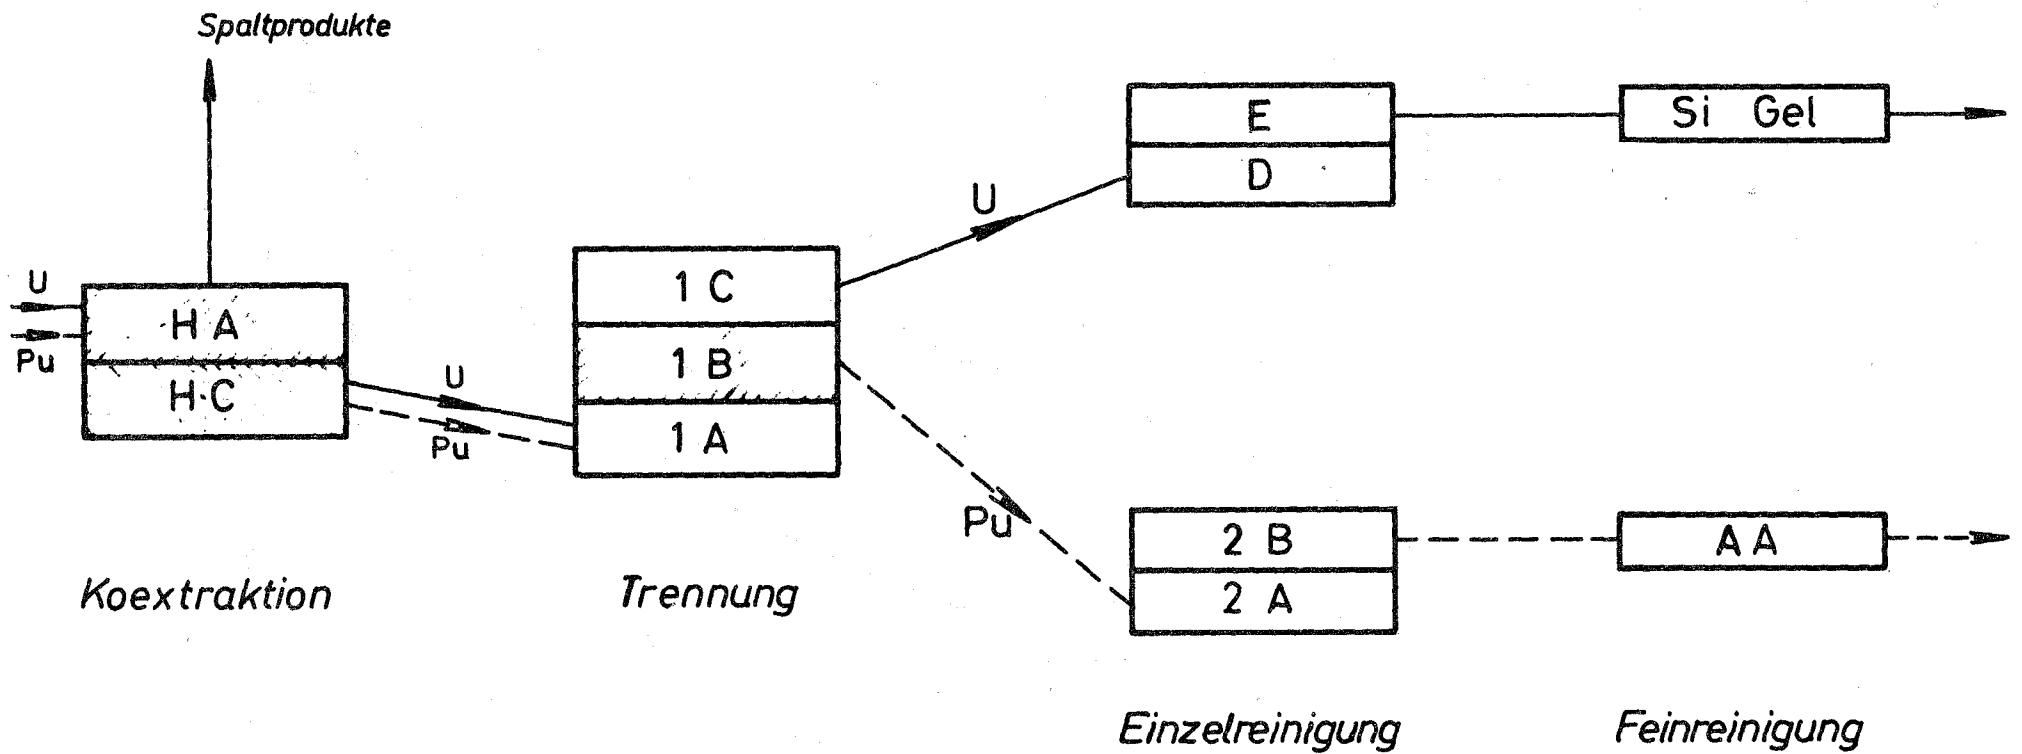 Spaltprodukte
U
Pu
H A
H C
Koextraktion
U
Pu
1 C
1 B
1 A
Trennung
U
Pu
E
D
2 B
2 A
Einzelreinigung
Si Gel
A A
Feinreinigung